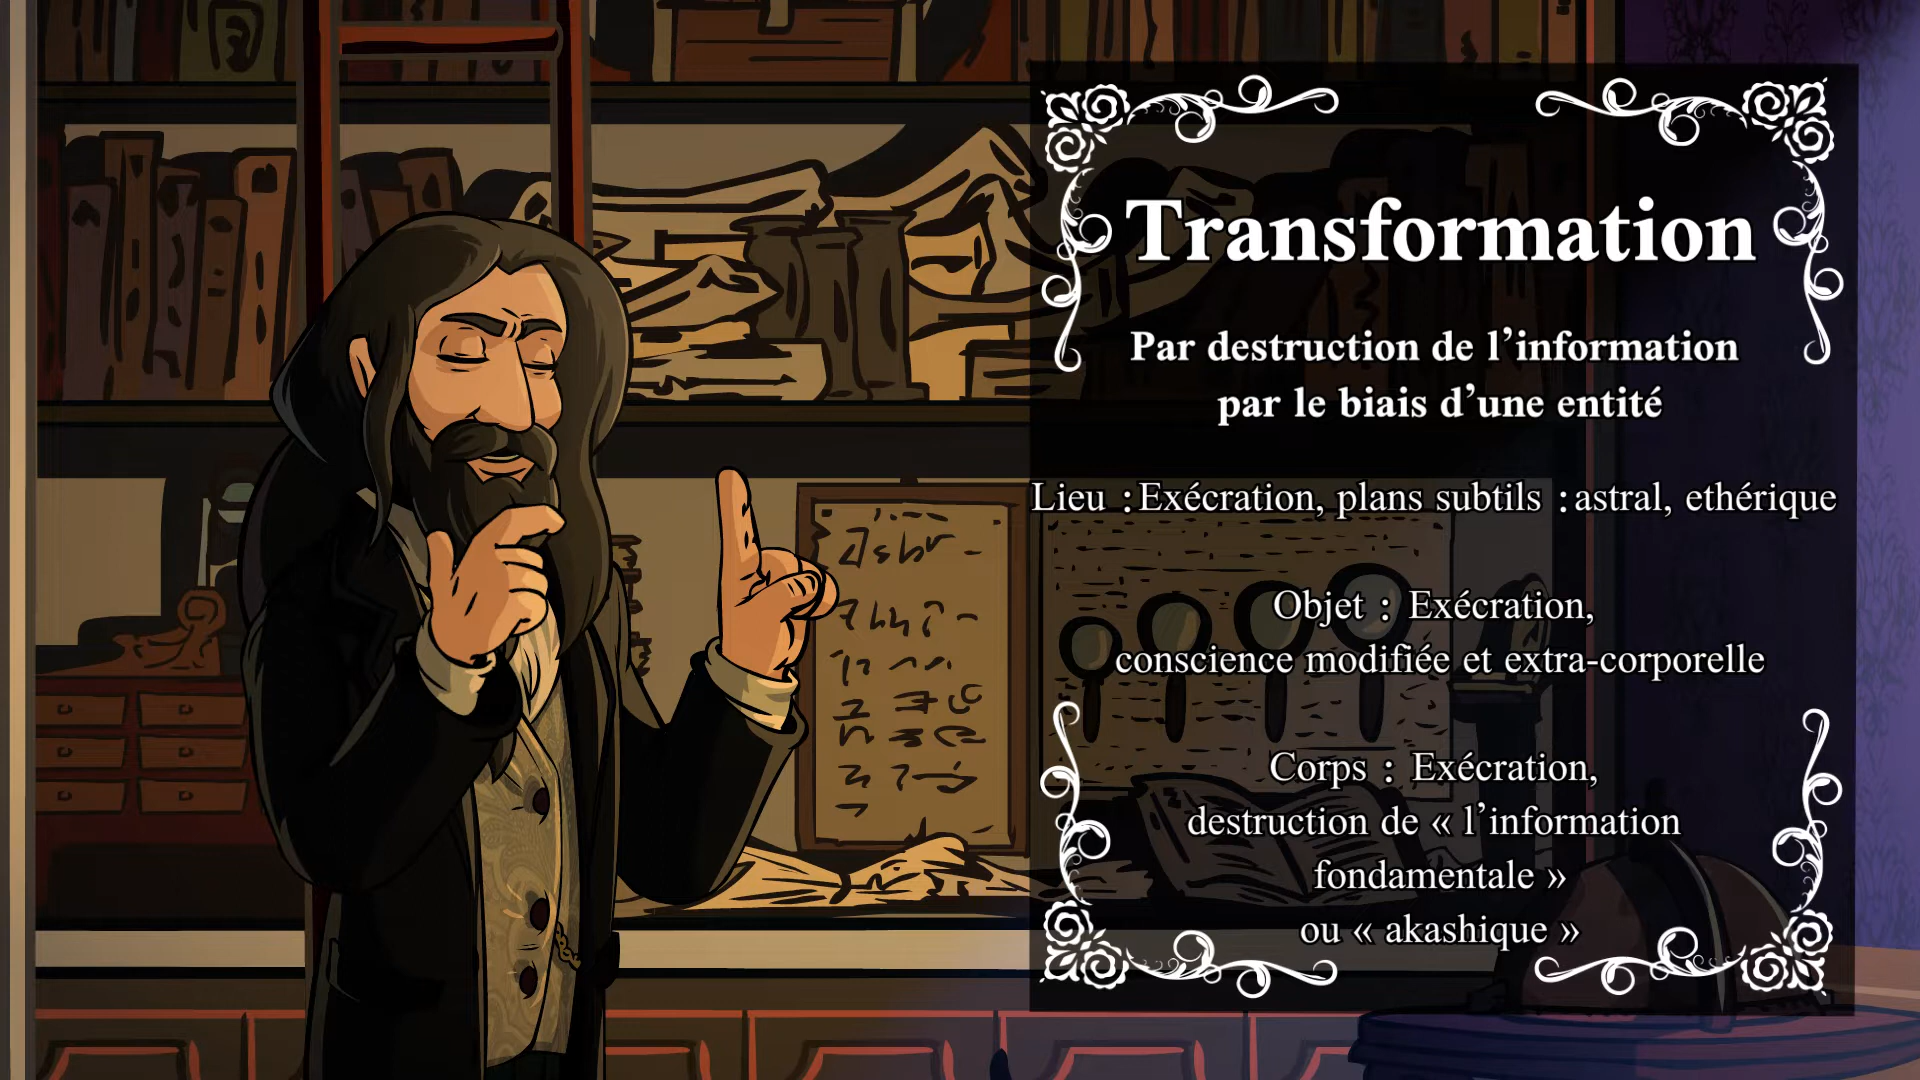 Transformation
Par destruction de l’information
par le biais d’une entité
Lieu : Exécration, plans subtils : astral, ethérique
Objet : Exécration,
conscience modifiée et extra-corporelle
Corps : Exécration,
destruction de « l’information
fondamentale »
ou « akashique »